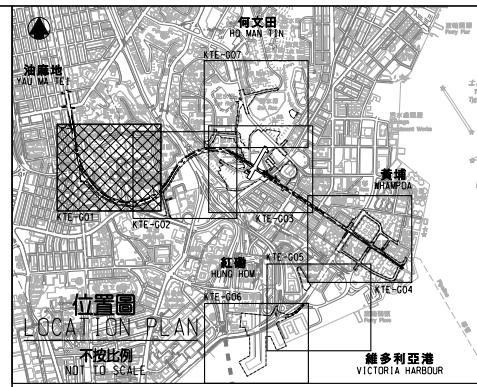 何文田
HO MAN TIN
KTE-G07
油麻地
YAU MA TEI
黃埔
WHAMPOA
KTE-G01
KTE-G02
KTE-G03
KTE-G04
KTE-G05
紅磡
HUNG HOM
KTE-G06
位置圖
LOCATION PLAN
不按比例
NOT TO SCALE
維多利亞港
VICTORIA HARBOUR